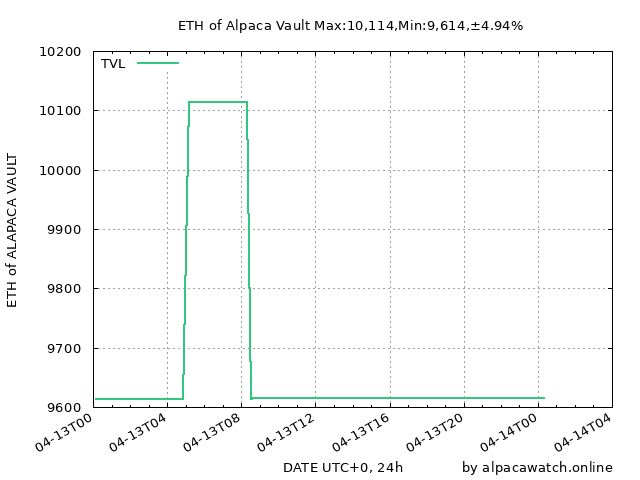 ETH of Alpaca Vault Max:10,114,Min:9,614,±4.94%
TVL
10200
10100
10000
9900
9800
9700
9600
ETH of ALAPACA VAULT
04-13T00
04-13T04
04-13T08
04-13T12
04-13T16
04-13T20
04-14T00
04-14T04
DATE UTC+0, 24h
by alpacawatch.online